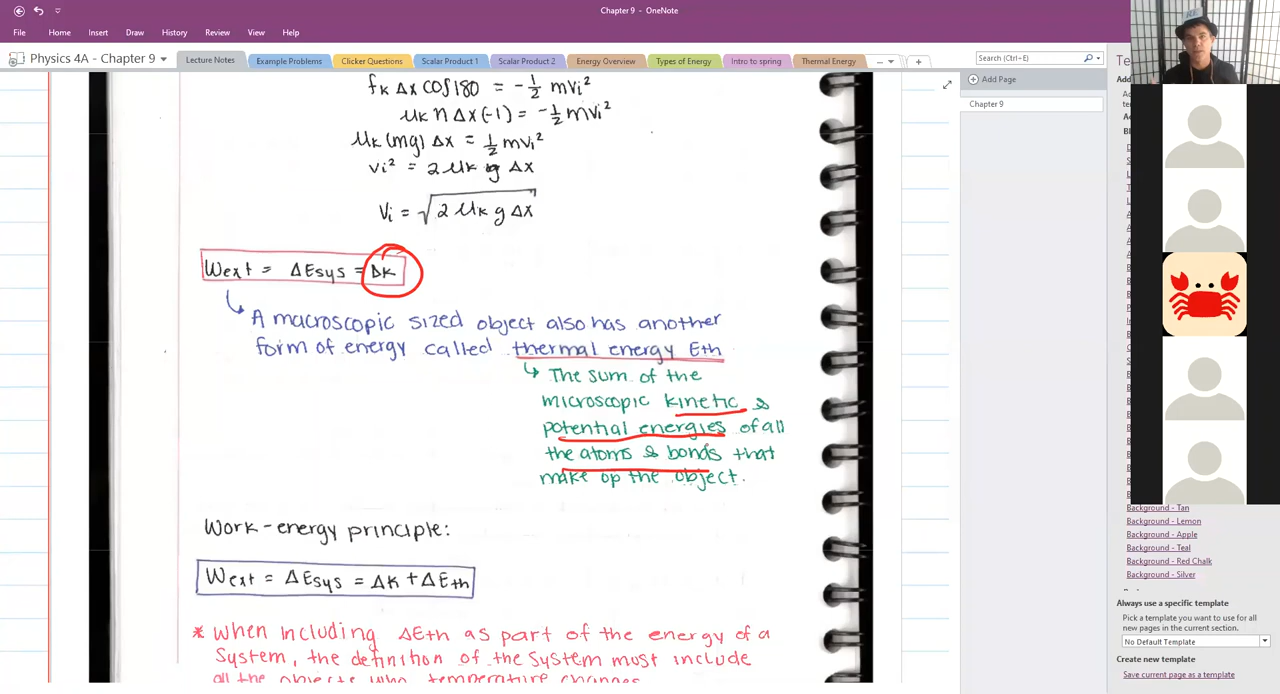 Chapter 9 - OneNote
File Home Insert Draw History Review View Help
Physics 4A - Chapter 9
Lecture Notes Example Problems Clicker Questions Scalar Product 1 Scalar Product 2 Energy Overview Types of Energy Intro to spring Thermal Energy
Search (Ctrl+E)
Add Page
Chapter 9
fk Δx cos180 = -½ mvi²
μk n Δx (-1) = -½ mvi²
μk (mg) Δx = ½ mvi²
vi² = 2 μk g Δx
vi = √2 μk g Δx
Wext = ΔEsys = ΔK
A macroscopic sized object also has another
form of energy called thermal energy Eth
The sum of the
microscopic kinetic &
potential energies of all
the atoms & bonds that
make up the object.
Work-energy principle:
Wext = ΔEsys = ΔK + ΔEth
* When including ΔEth as part of the energy of a
system, the definition of the system must include
all the objects who temperature changes
Background - Tan
Background - Lemon
Background - Apple
Background - Teal
Background - Red Chalk
Background - Silver
Always use a specific template
Pick a template you want to use for all
new pages in the current section.
No Default Template
Create new template
Save current page as a template